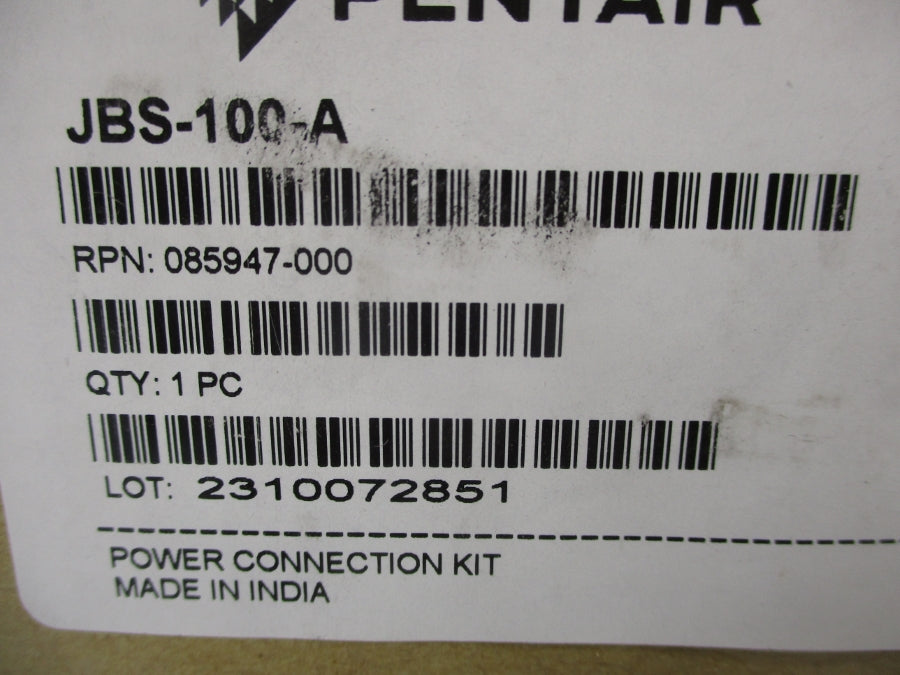 PENTAIR
JBS-100-A
RPN: 085947-000
QTY: 1 PC
LOT: 2310072851
POWER CONNECTION KIT
MADE IN INDIA